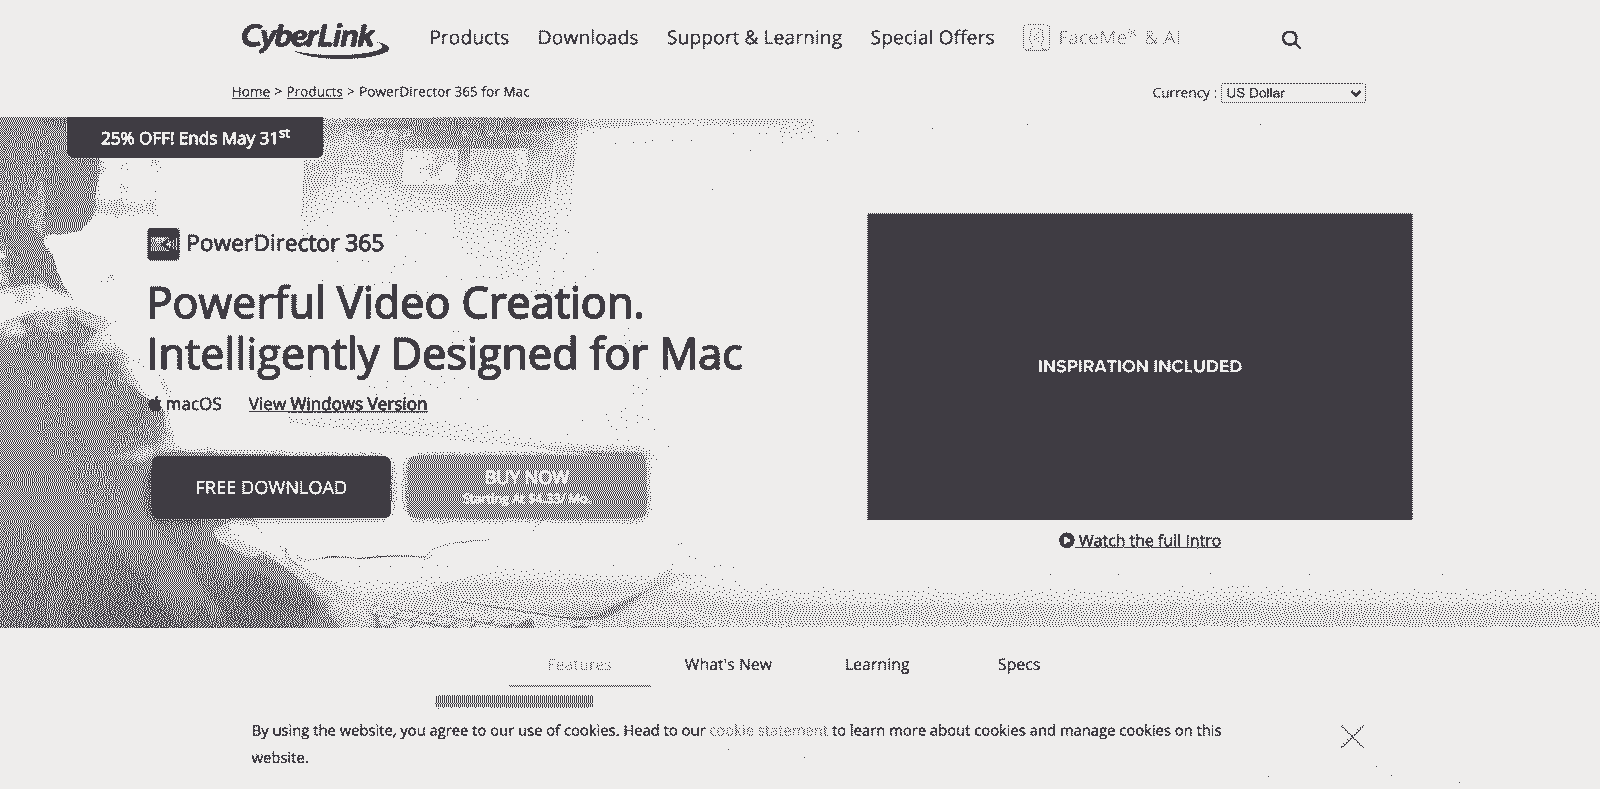 CyberLink
Products Downloads Support & Learning Special Offers FaceMe® & AI
Home > Products > PowerDirector 365 for Mac
Currency : US Dollar
25% OFF! Ends May 31st
PowerDirector 365
Powerful Video Creation.
Intelligently Designed for Mac
macOS View Windows Version
FREE DOWNLOAD
BUY NOW
Starting At $4.33/ Mo.
INSPIRATION INCLUDED
Watch the full Intro
Features What's New Learning Specs
By using the website, you agree to our use of cookies. Head to our cookie statement to learn more about cookies and manage cookies on this
website.